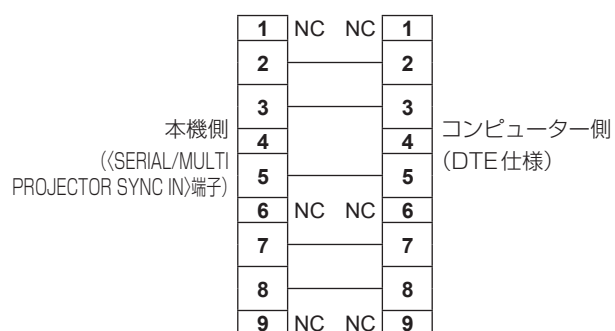 1 NC NC 1
2 2
3 3
本機側
(〈SERIAL/MULTI
PROJECTOR SYNC IN〉端子)
4 4
コンピューター側
(DTE仕様)
5 5
6 NC NC 6
7 7
8 8
9 NC NC 9